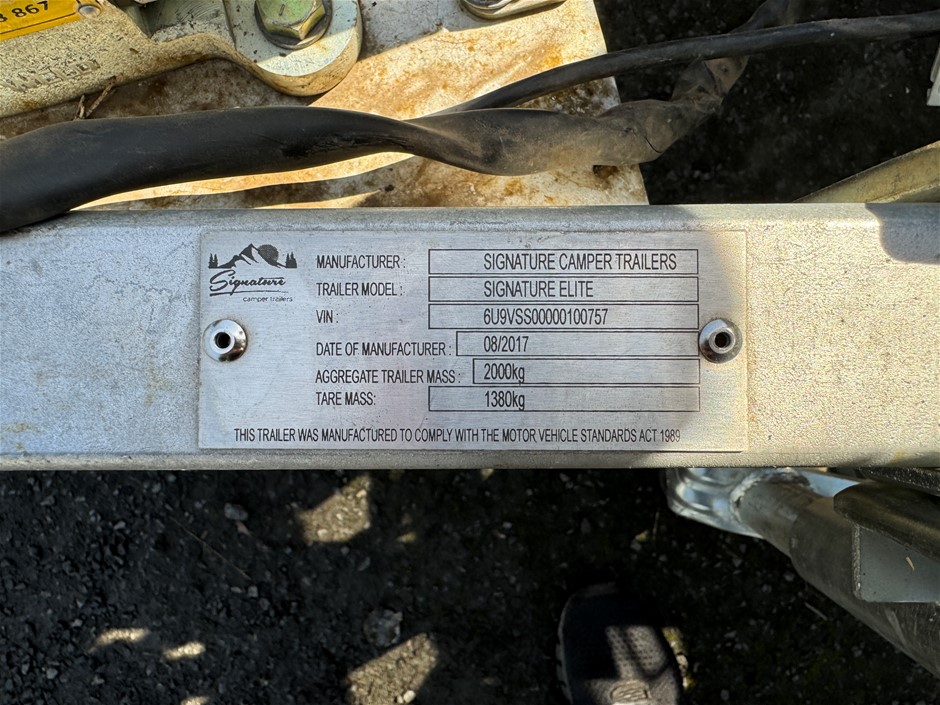 3 867
Signature
camper trailers
MANUFACTURER : SIGNATURE CAMPER TRAILERS
TRAILER MODEL : SIGNATURE ELITE
VIN : 6U9VSS00000100757
DATE OF MANUFACTURER : 08/2017
AGGREGATE TRAILER MASS : 2000kg
TARE MASS: 1380kg
THIS TRAILER WAS MANUFACTURED TO COMPLY WITH THE MOTOR VEHICLE STANDARDS ACT 1989